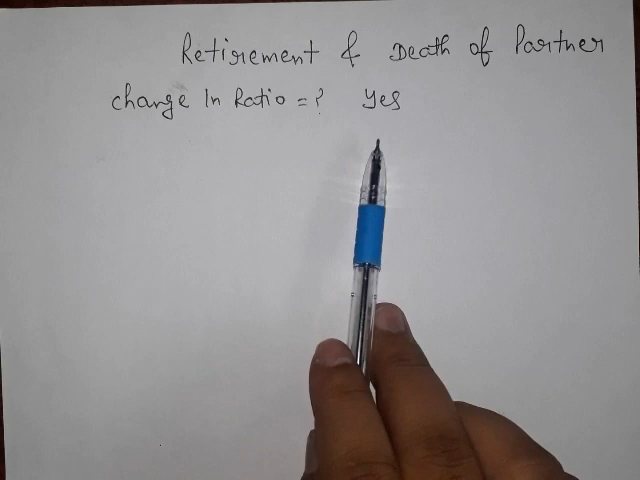 Retirement & Death of Partner
change In Ratio = ? Yes